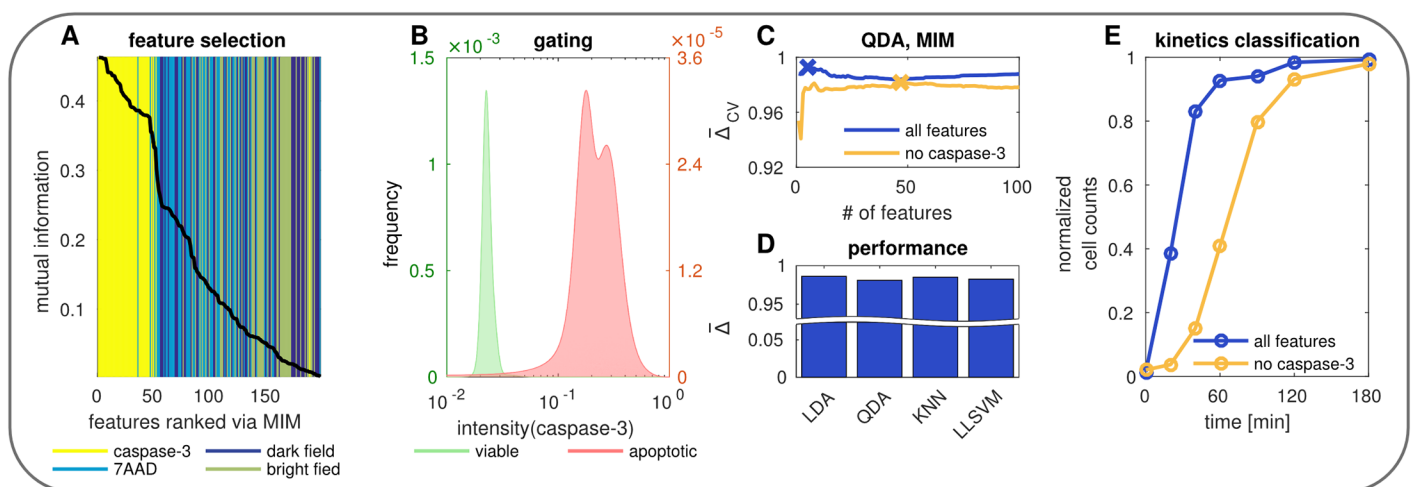 A
feature selection
mutual information
0.4
0.3
0.2
0.1
0
50
100
150
features ranked via MIM
caspase-3
dark field
7AAD
bright fied
B
×10⁻³
gating
×10⁻⁵
frequency
1.5
1
0.5
0
3.6
2.4
1.2
0
10⁻²
10⁻¹
10⁰
intensity(caspase-3)
viable
apoptotic
C
QDA, MIM
Δ̄CV
1
0.96
0.92
all features
no caspase-3
0
50
100
# of features
D
performance
Δ̄
1
0.95
0.05
0
LDA
QDA
KNN
LLSVM
E
kinetics classification
normalized
cell counts
1
0.8
0.6
0.4
0.2
0
all features
no caspase-3
0
60
120
180
time [min]